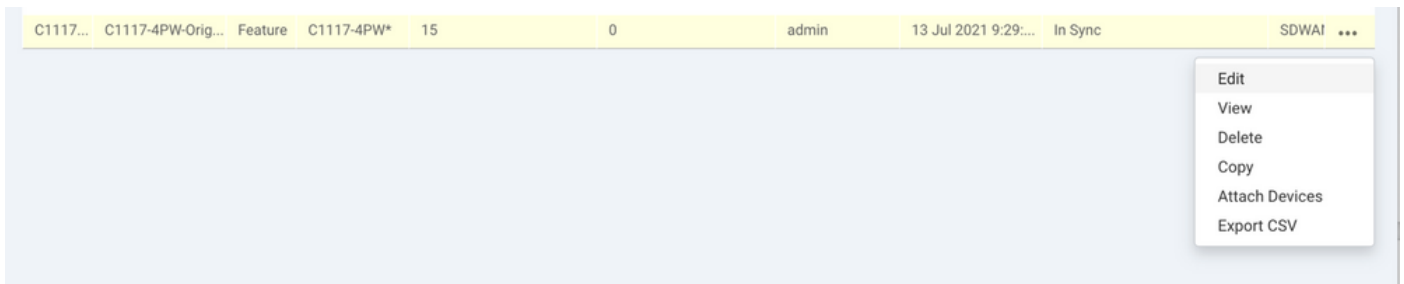 C1117... C1117-4PW-Orig... Feature C1117-4PW* 15 0 admin 13 Jul 2021 9:29:... In Sync SDWAN ...
Edit
View
Delete
Copy
Attach Devices
Export CSV